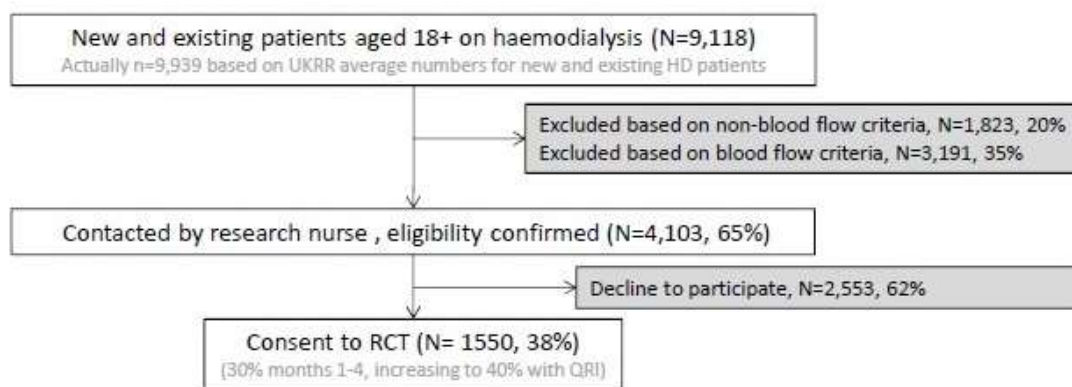 New and existing patients aged 18+ on haemodialysis (N=9,118)
Actually n=9,939 based on UKRR average numbers for new and existing HD patients
Excluded based on non-blood flow criteria, N=1,823, 20%
Excluded based on blood flow criteria, N=3,191, 35%
Contacted by research nurse , eligibility confirmed (N=4,103, 65%)
Decline to participate, N=2,553, 62%
Consent to RCT (N= 1550, 38%)
(30% months 1-4, increasing to 40% with QRI)